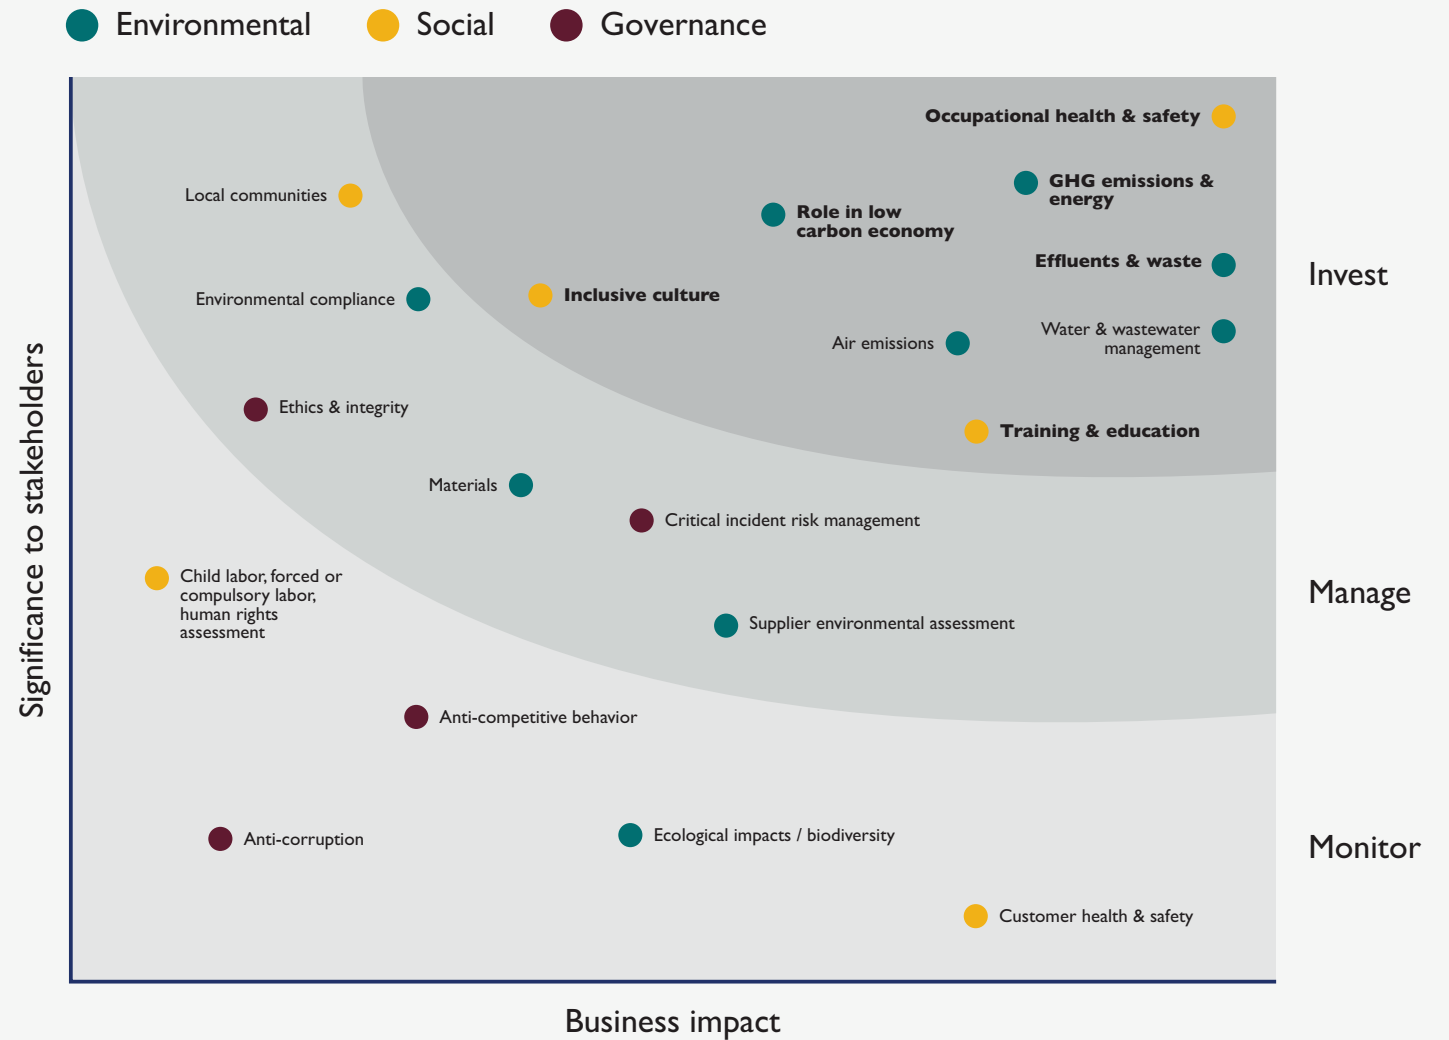 Environmental
Social
Governance
Occupational health & safety
GHG emissions &
energy
Local communities
Role in low
carbon economy
Effluents & waste
Invest
Environmental compliance
Inclusive culture
Water & wastewater
management
Air emissions
Ethics & integrity
Training & education
Materials
Critical incident risk management
Significance to stakeholders
Child labor, forced or
compulsory labor,
human rights
assessment
Manage
Supplier environmental assessment
Anti-competitive behavior
Anti-corruption
Ecological impacts / biodiversity
Monitor
Customer health & safety
Business impact